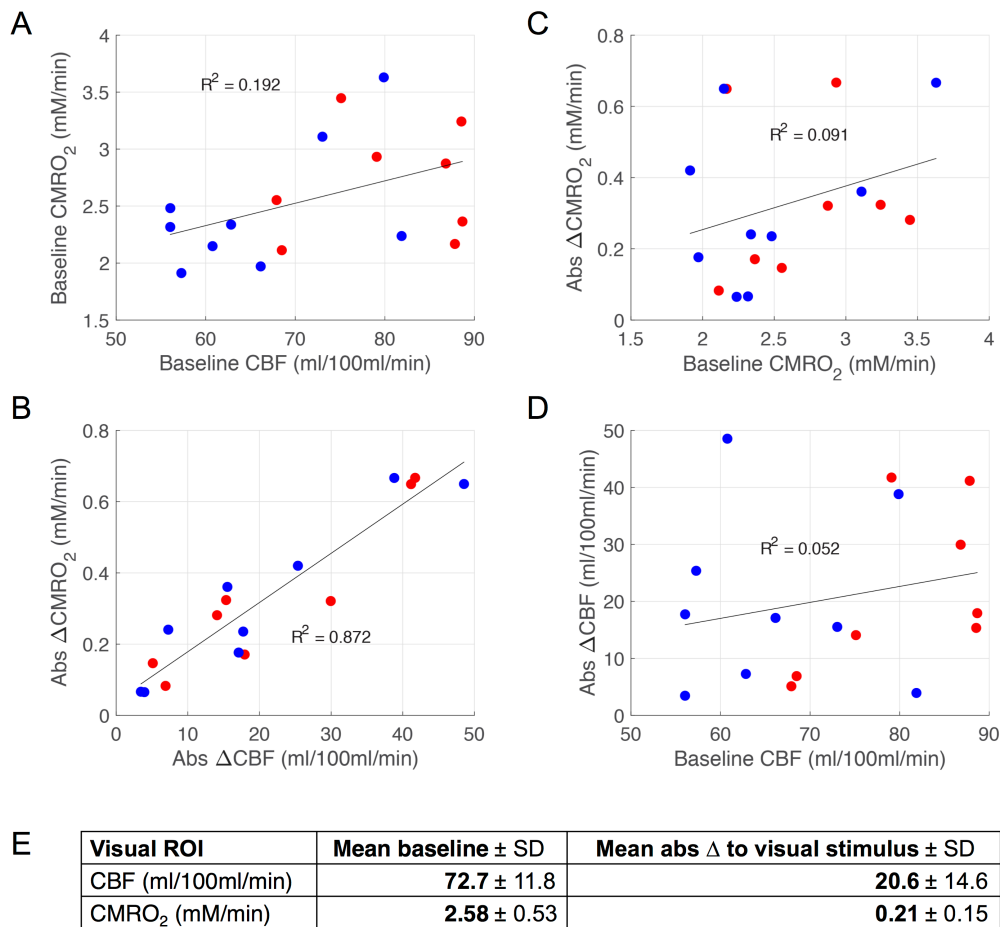 A
Baseline CMRO2 (mM/min)
4
3.5
3
2.5
2
1.5
R2 = 0.192
50 60 70 80 90
Baseline CBF (ml/100ml/min)
C
Abs ΔCMRO2 (mM/min)
0.8
0.6
0.4
0.2
0
R2 = 0.091
1.5 2 2.5 3 3.5 4
Baseline CMRO2 (mM/min)
B
Abs ΔCMRO2 (mM/min)
0.8
0.6
0.4
0.2
0
R2 = 0.872
0 10 20 30 40 50
Abs ΔCBF (ml/100ml/min)
D
Abs ΔCBF (ml/100ml/min)
50
40
30
20
10
0
R2 = 0.052
50 60 70 80 90
Baseline CBF (ml/100ml/min)
E
Visual ROI Mean baseline ± SD Mean abs Δ to visual stimulus ± SD
CBF (ml/100ml/min) 72.7 ± 11.8 20.6 ± 14.6
CMRO2 (mM/min) 2.58 ± 0.53 0.21 ± 0.15